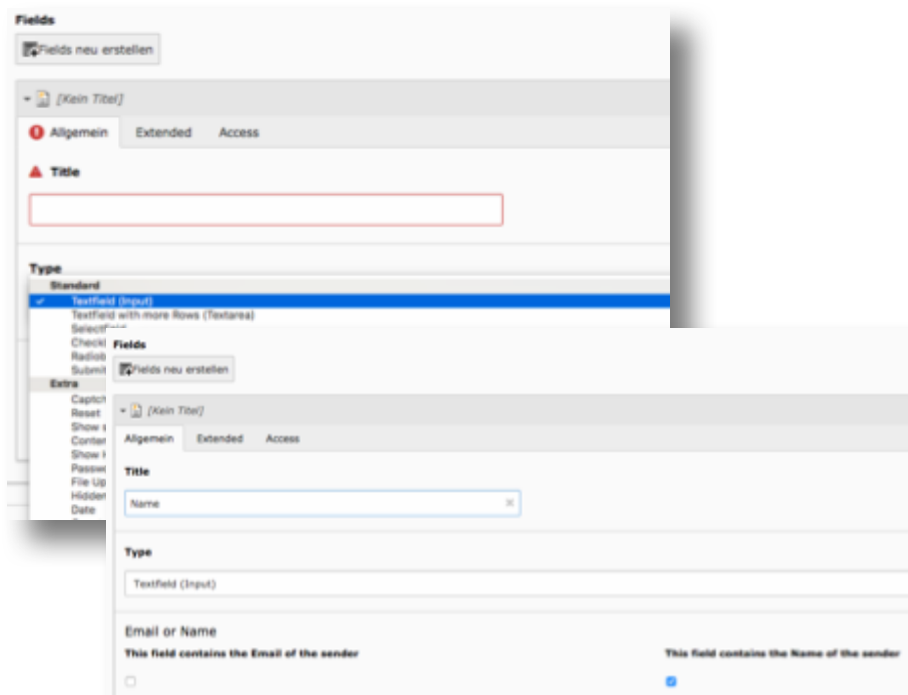 Fields
Fields neu erstellen
[Kein Titel]
Allgemein Extended Access
Title
Type
Standard
Textfield (Input)
Textfield with more Rows (Textarea)
Extra
Reset
Show
Date
Fields
Fields neu erstellen
[Kein Titel]
Allgemein Extended Access
Title
Name
Type
Textfield (Input)
Email or Name
This field contains the Email of the sender This field contains the Name of the sender